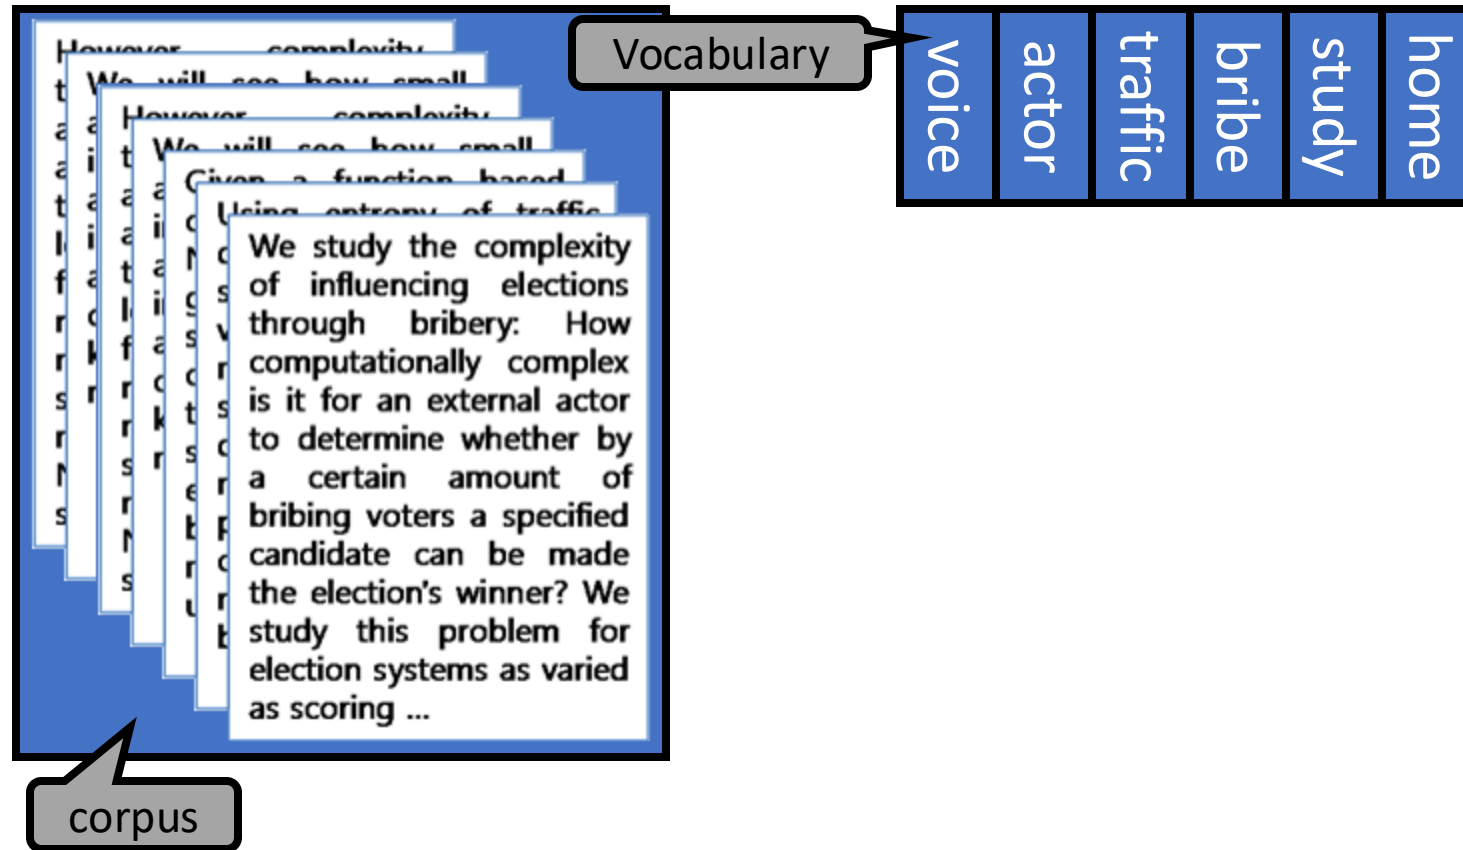 However complexity
We will see how small
However complexity
We will see how small
Given a function based
Using entropy of traffic
We study the complexity
of influencing elections
through bribery: How
computationally complex
is it for an external actor
to determine whether by
a certain amount of
bribing voters a specified
candidate can be made
the election's winner? We
study this problem for
election systems as varied
as scoring ...
corpus
Vocabulary
voice
actor
traffic
bribe
study
home